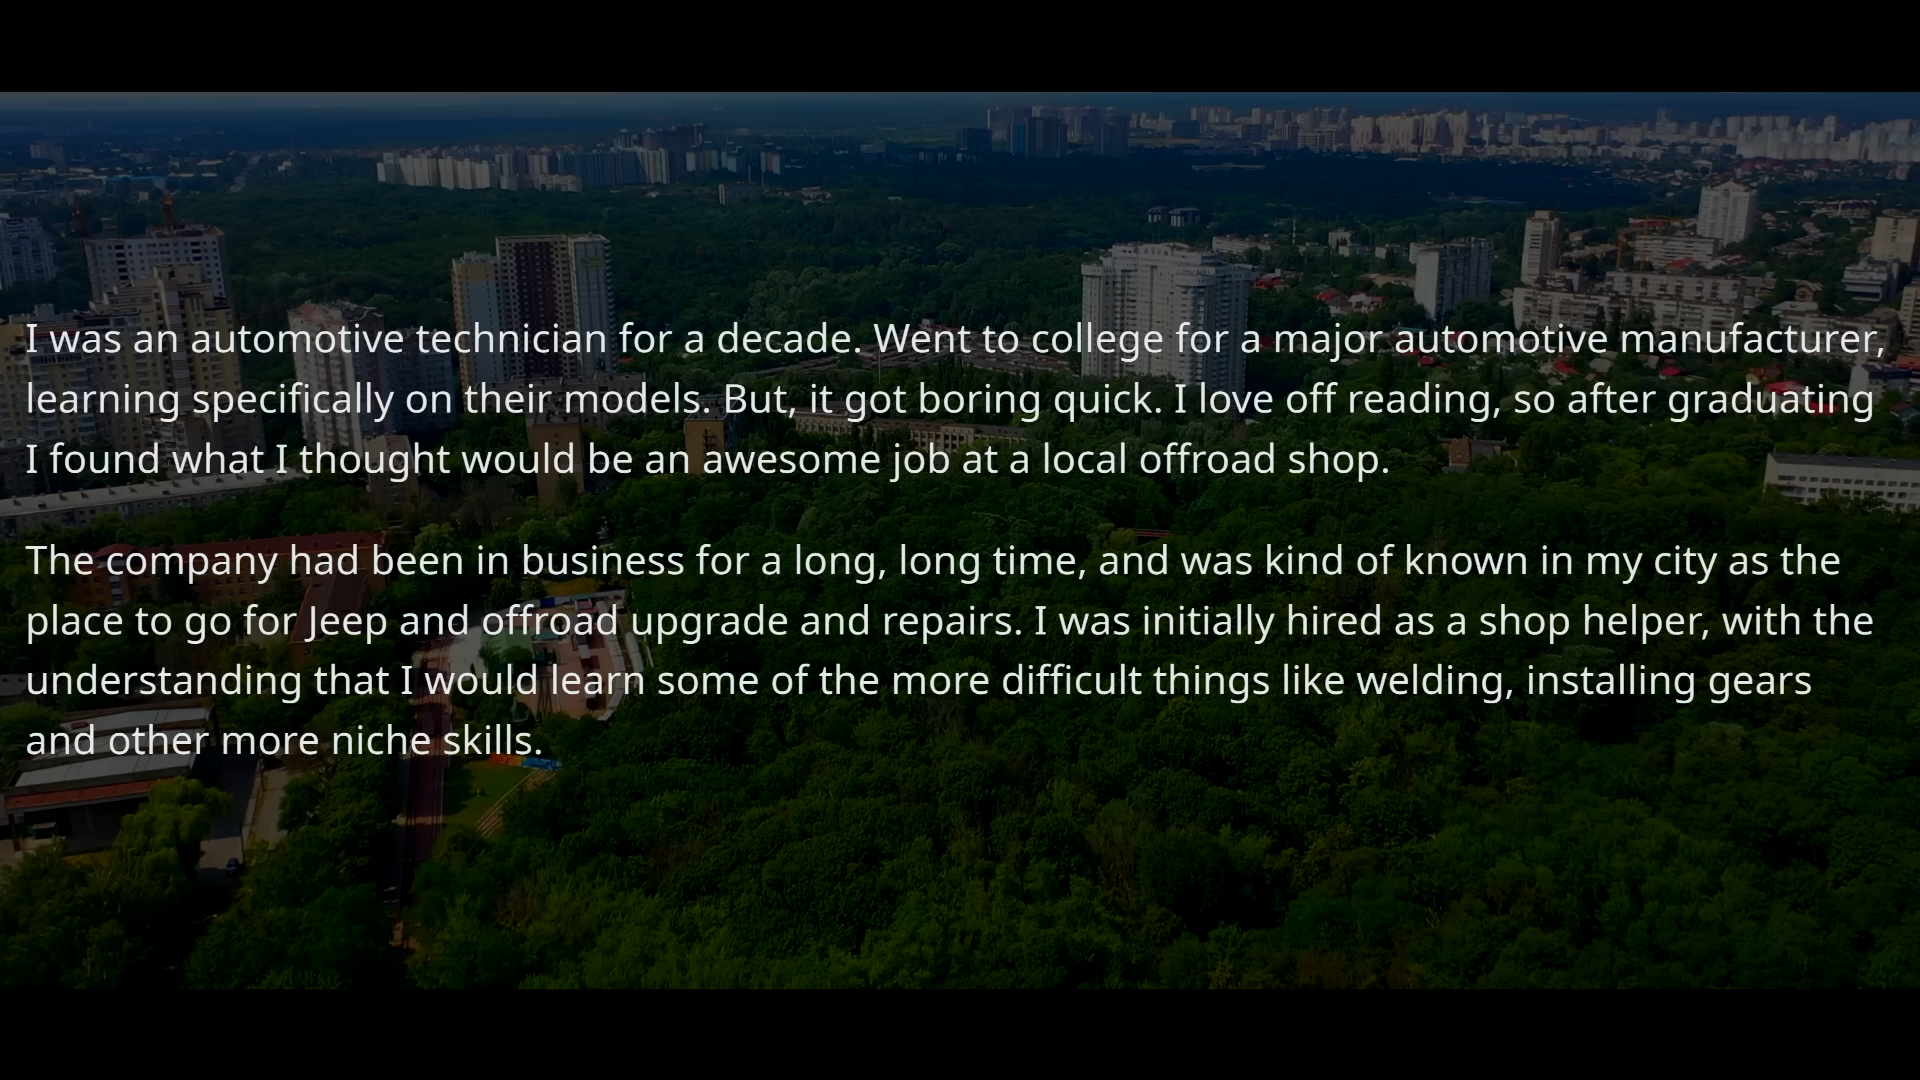 I was an automotive technician for a decade. Went to college for a major automotive manufacturer,
learning specifically on their models. But, it got boring quick. I love off reading, so after graduating
I found what I thought would be an awesome job at a local offroad shop.
The company had been in business for a long, long time, and was kind of known in my city as the
place to go for Jeep and offroad upgrade and repairs. I was initially hired as a shop helper, with the
understanding that I would learn some of the more difficult things like welding, installing gears
and other more niche skills.